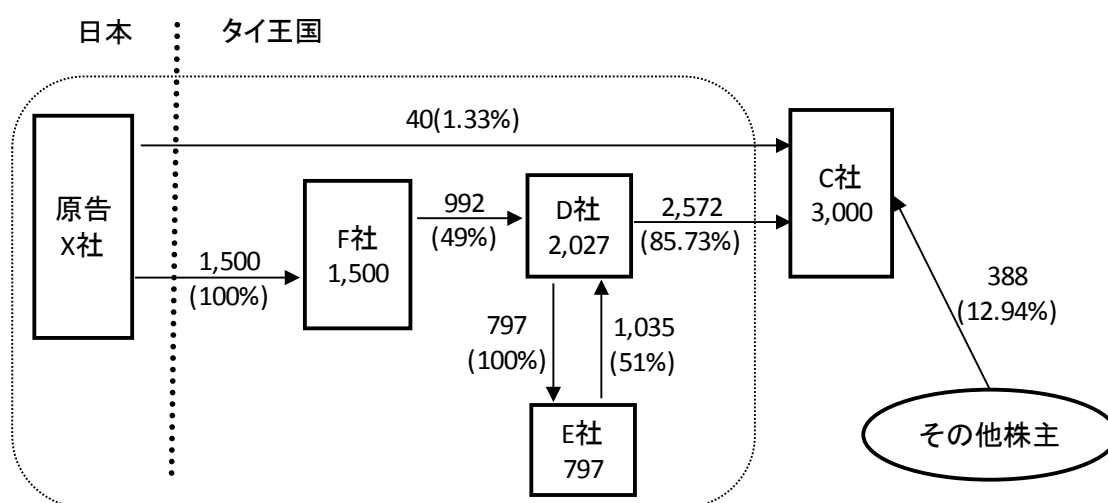 日本
タイ王国
40(1.33%)
C社
3,000
原告
X社
F社
1,500
992
(49%)
D社
2,027
2,572
(85.73%)
1,500
(100%)
388
(12.94%)
797
(100%)
1,035
(51%)
E社
797
その他株主